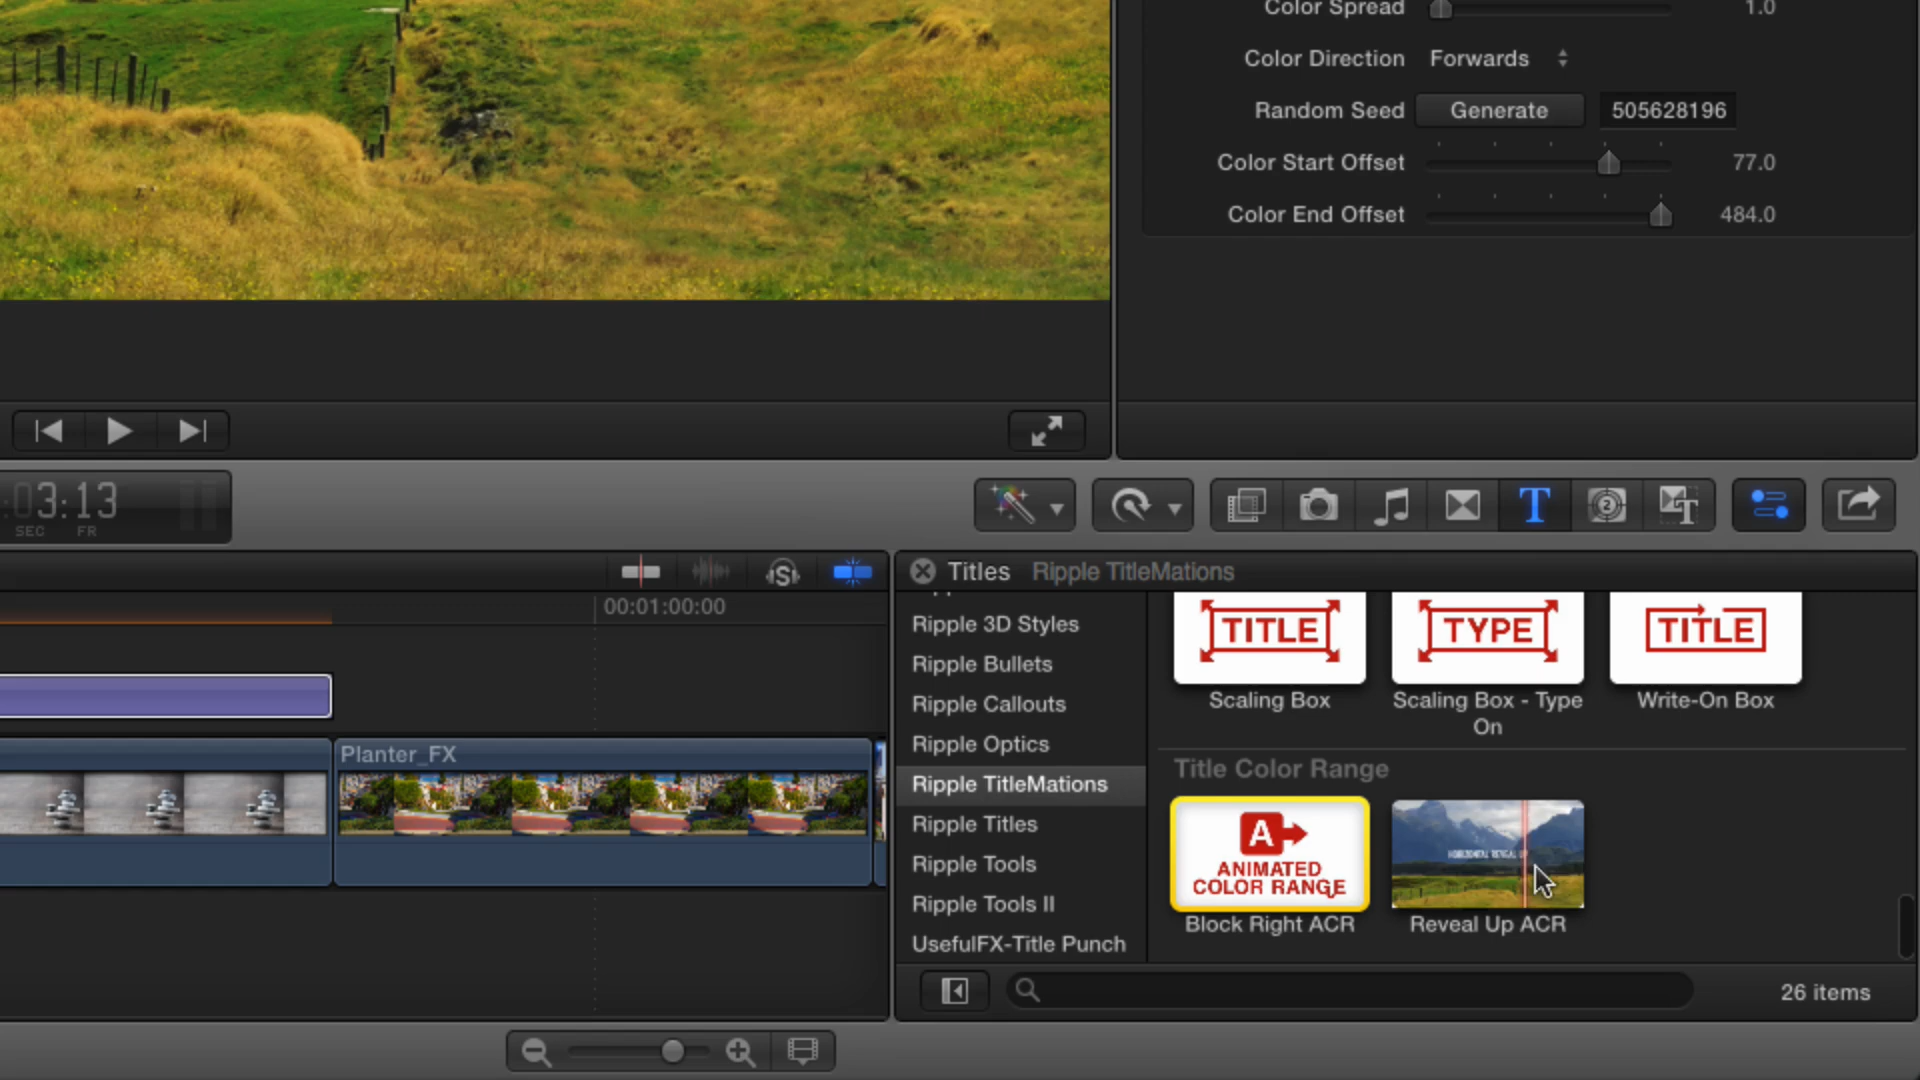 Color Spread 1.0
Color Direction Forwards
Random Seed Generate 505628196
Color Start Offset 77.0
Color End Offset 484.0
03:13
SEC FR
T
2
T
S
Titles Ripple TitleMations
00:01:00:00
Ripple 3D Styles
Ripple Bullets
Ripple Callouts
Ripple Optics
Ripple TitleMations
Ripple Titles
Ripple Tools
Ripple Tools II
UsefulFX-Title Punch
TITLE
TYPE
TITLE
Scaling Box
Scaling Box - Type
On
Write-On Box
Title Color Range
A
ANIMATED
COLOR RANGE
HORIZONTAL REVEAL UP
Block Right ACR
Reveal Up ACR
Planter_FX
26 items